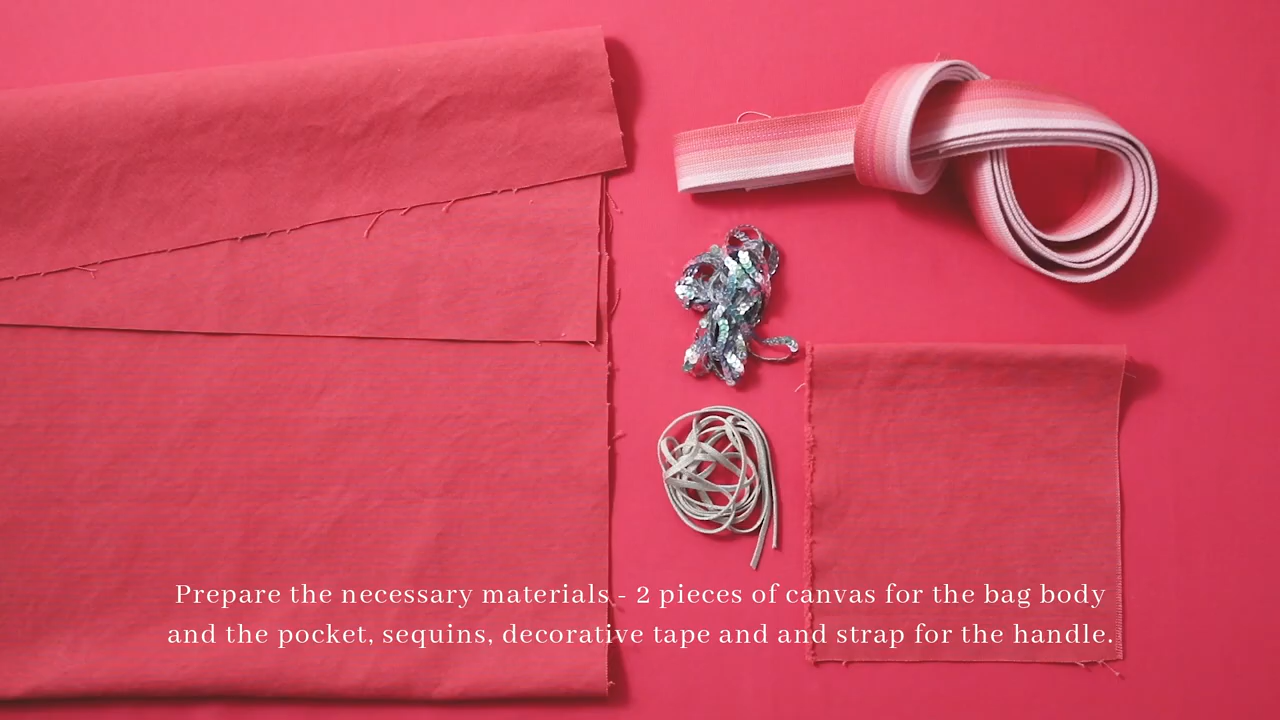 Prepare the necessary materials - 2 pieces of canvas for the bag body
and the pocket, sequins, decorative tape and and strap for the handle.